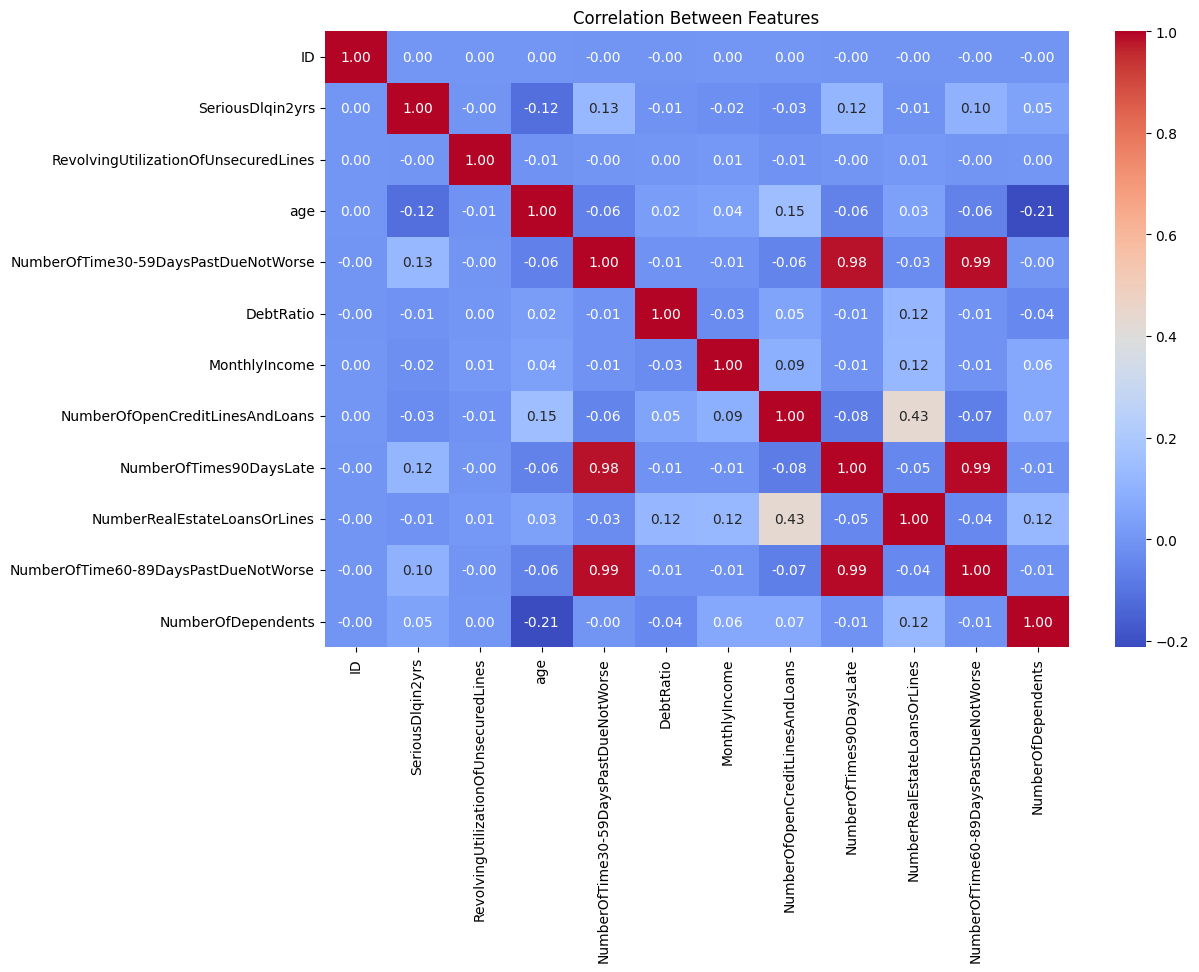 Correlation Between Features
ID 1.00 0.00 0.00 0.00 -0.00 -0.00 0.00 0.00 -0.00 -0.00 -0.00 -0.00
SeriousDlqin2yrs 0.00 1.00 -0.00 -0.12 0.13 -0.01 -0.02 -0.03 0.12 -0.01 0.10 0.05
RevolvingUtilizationOfUnsecuredLines 0.00 -0.00 1.00 -0.01 -0.00 0.00 0.01 -0.01 -0.00 0.01 -0.00 0.00
age 0.00 -0.12 -0.01 1.00 -0.06 0.02 0.04 0.15 -0.06 0.03 -0.06 -0.21
NumberOfTime30-59DaysPastDueNotWorse -0.00 0.13 -0.00 -0.06 1.00 -0.01 -0.01 -0.06 0.98 -0.03 0.99 -0.00
DebtRatio -0.00 -0.01 0.00 0.02 -0.01 1.00 -0.03 0.05 -0.01 0.12 -0.01 -0.04
MonthlyIncome 0.00 -0.02 0.01 0.04 -0.01 -0.03 1.00 0.09 -0.01 0.12 -0.01 0.06
NumberOfOpenCreditLinesAndLoans 0.00 -0.03 -0.01 0.15 -0.06 0.05 0.09 1.00 -0.08 0.43 -0.07 0.07
NumberOfTimes90DaysLate -0.00 0.12 -0.00 -0.06 0.98 -0.01 -0.01 -0.08 1.00 -0.05 0.99 -0.01
NumberRealEstateLoansOrLines -0.00 -0.01 0.01 0.03 -0.03 0.12 0.12 0.43 -0.05 1.00 -0.04 0.12
NumberOfTime60-89DaysPastDueNotWorse -0.00 0.10 -0.00 -0.06 0.99 -0.01 -0.01 -0.07 0.99 -0.04 1.00 -0.01
NumberOfDependents -0.00 0.05 0.00 -0.21 -0.00 -0.04 0.06 0.07 -0.01 0.12 -0.01 1.00
ID
SeriousDlqin2yrs
RevolvingUtilizationOfUnsecuredLines
age
NumberOfTime30-59DaysPastDueNotWorse
DebtRatio
MonthlyIncome
NumberOfOpenCreditLinesAndLoans
NumberOfTimes90DaysLate
NumberRealEstateLoansOrLines
NumberOfTime60-89DaysPastDueNotWorse
NumberOfDependents
1.0
0.8
0.6
0.4
0.2
0.0
−0.2